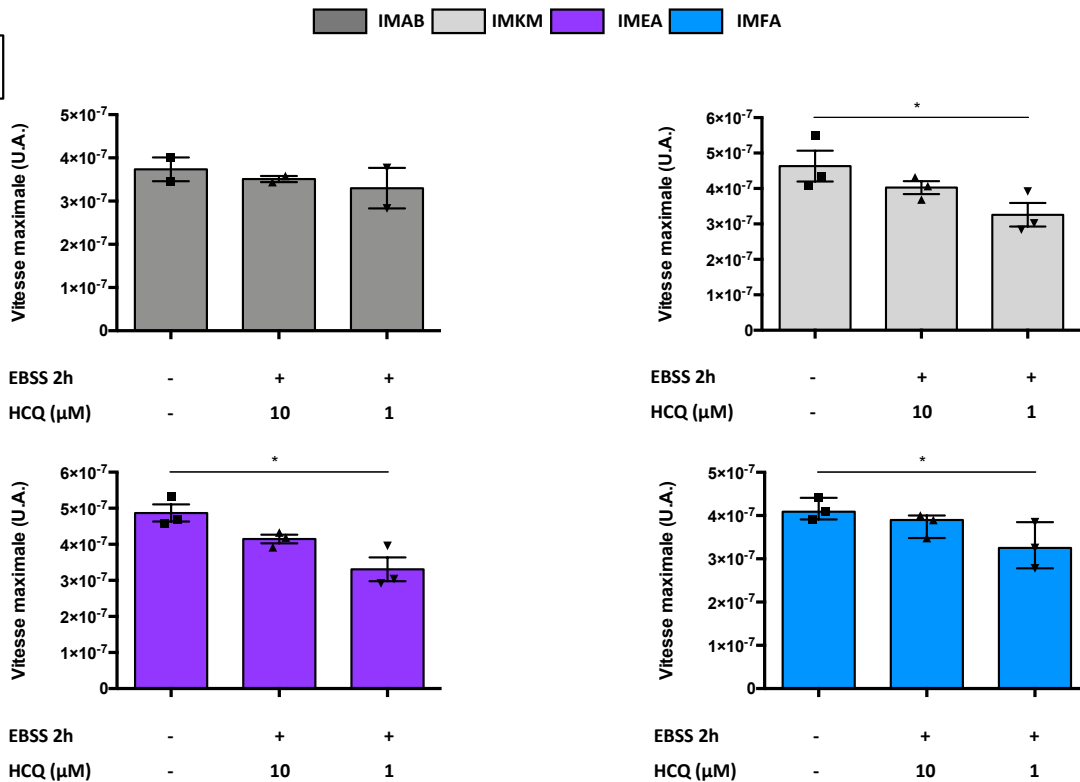 IMAB IMKM IMEA IMFA
Vitesse maximale (U.A.)
5×10-7
4×10-7
3×10-7
2×10-7
1×10-7
0
EBSS 2h - + +
HCQ (µM) - 10 1
Vitesse maximale (U.A.)
6×10-7
5×10-7
4×10-7
3×10-7
2×10-7
1×10-7
0
*
EBSS 2h - + +
HCQ (µM) - 10 1
Vitesse maximale (U.A.)
6×10-7
5×10-7
4×10-7
3×10-7
2×10-7
1×10-7
0
*
EBSS 2h - + +
HCQ (µM) - 10 1
Vitesse maximale (U.A.)
5×10-7
4×10-7
3×10-7
2×10-7
1×10-7
0
*
EBSS 2h - + +
HCQ (µM) - 10 1